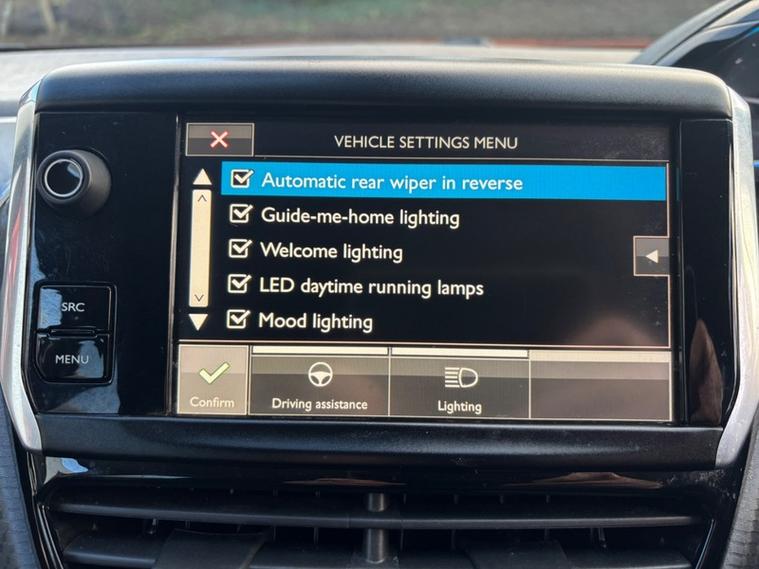 VEHICLE SETTINGS MENU
Automatic rear wiper in reverse
Guide-me-home lighting
Welcome lighting
LED daytime running lamps
Mood lighting
SRC
MENU
Confirm
Driving assistance
Lighting